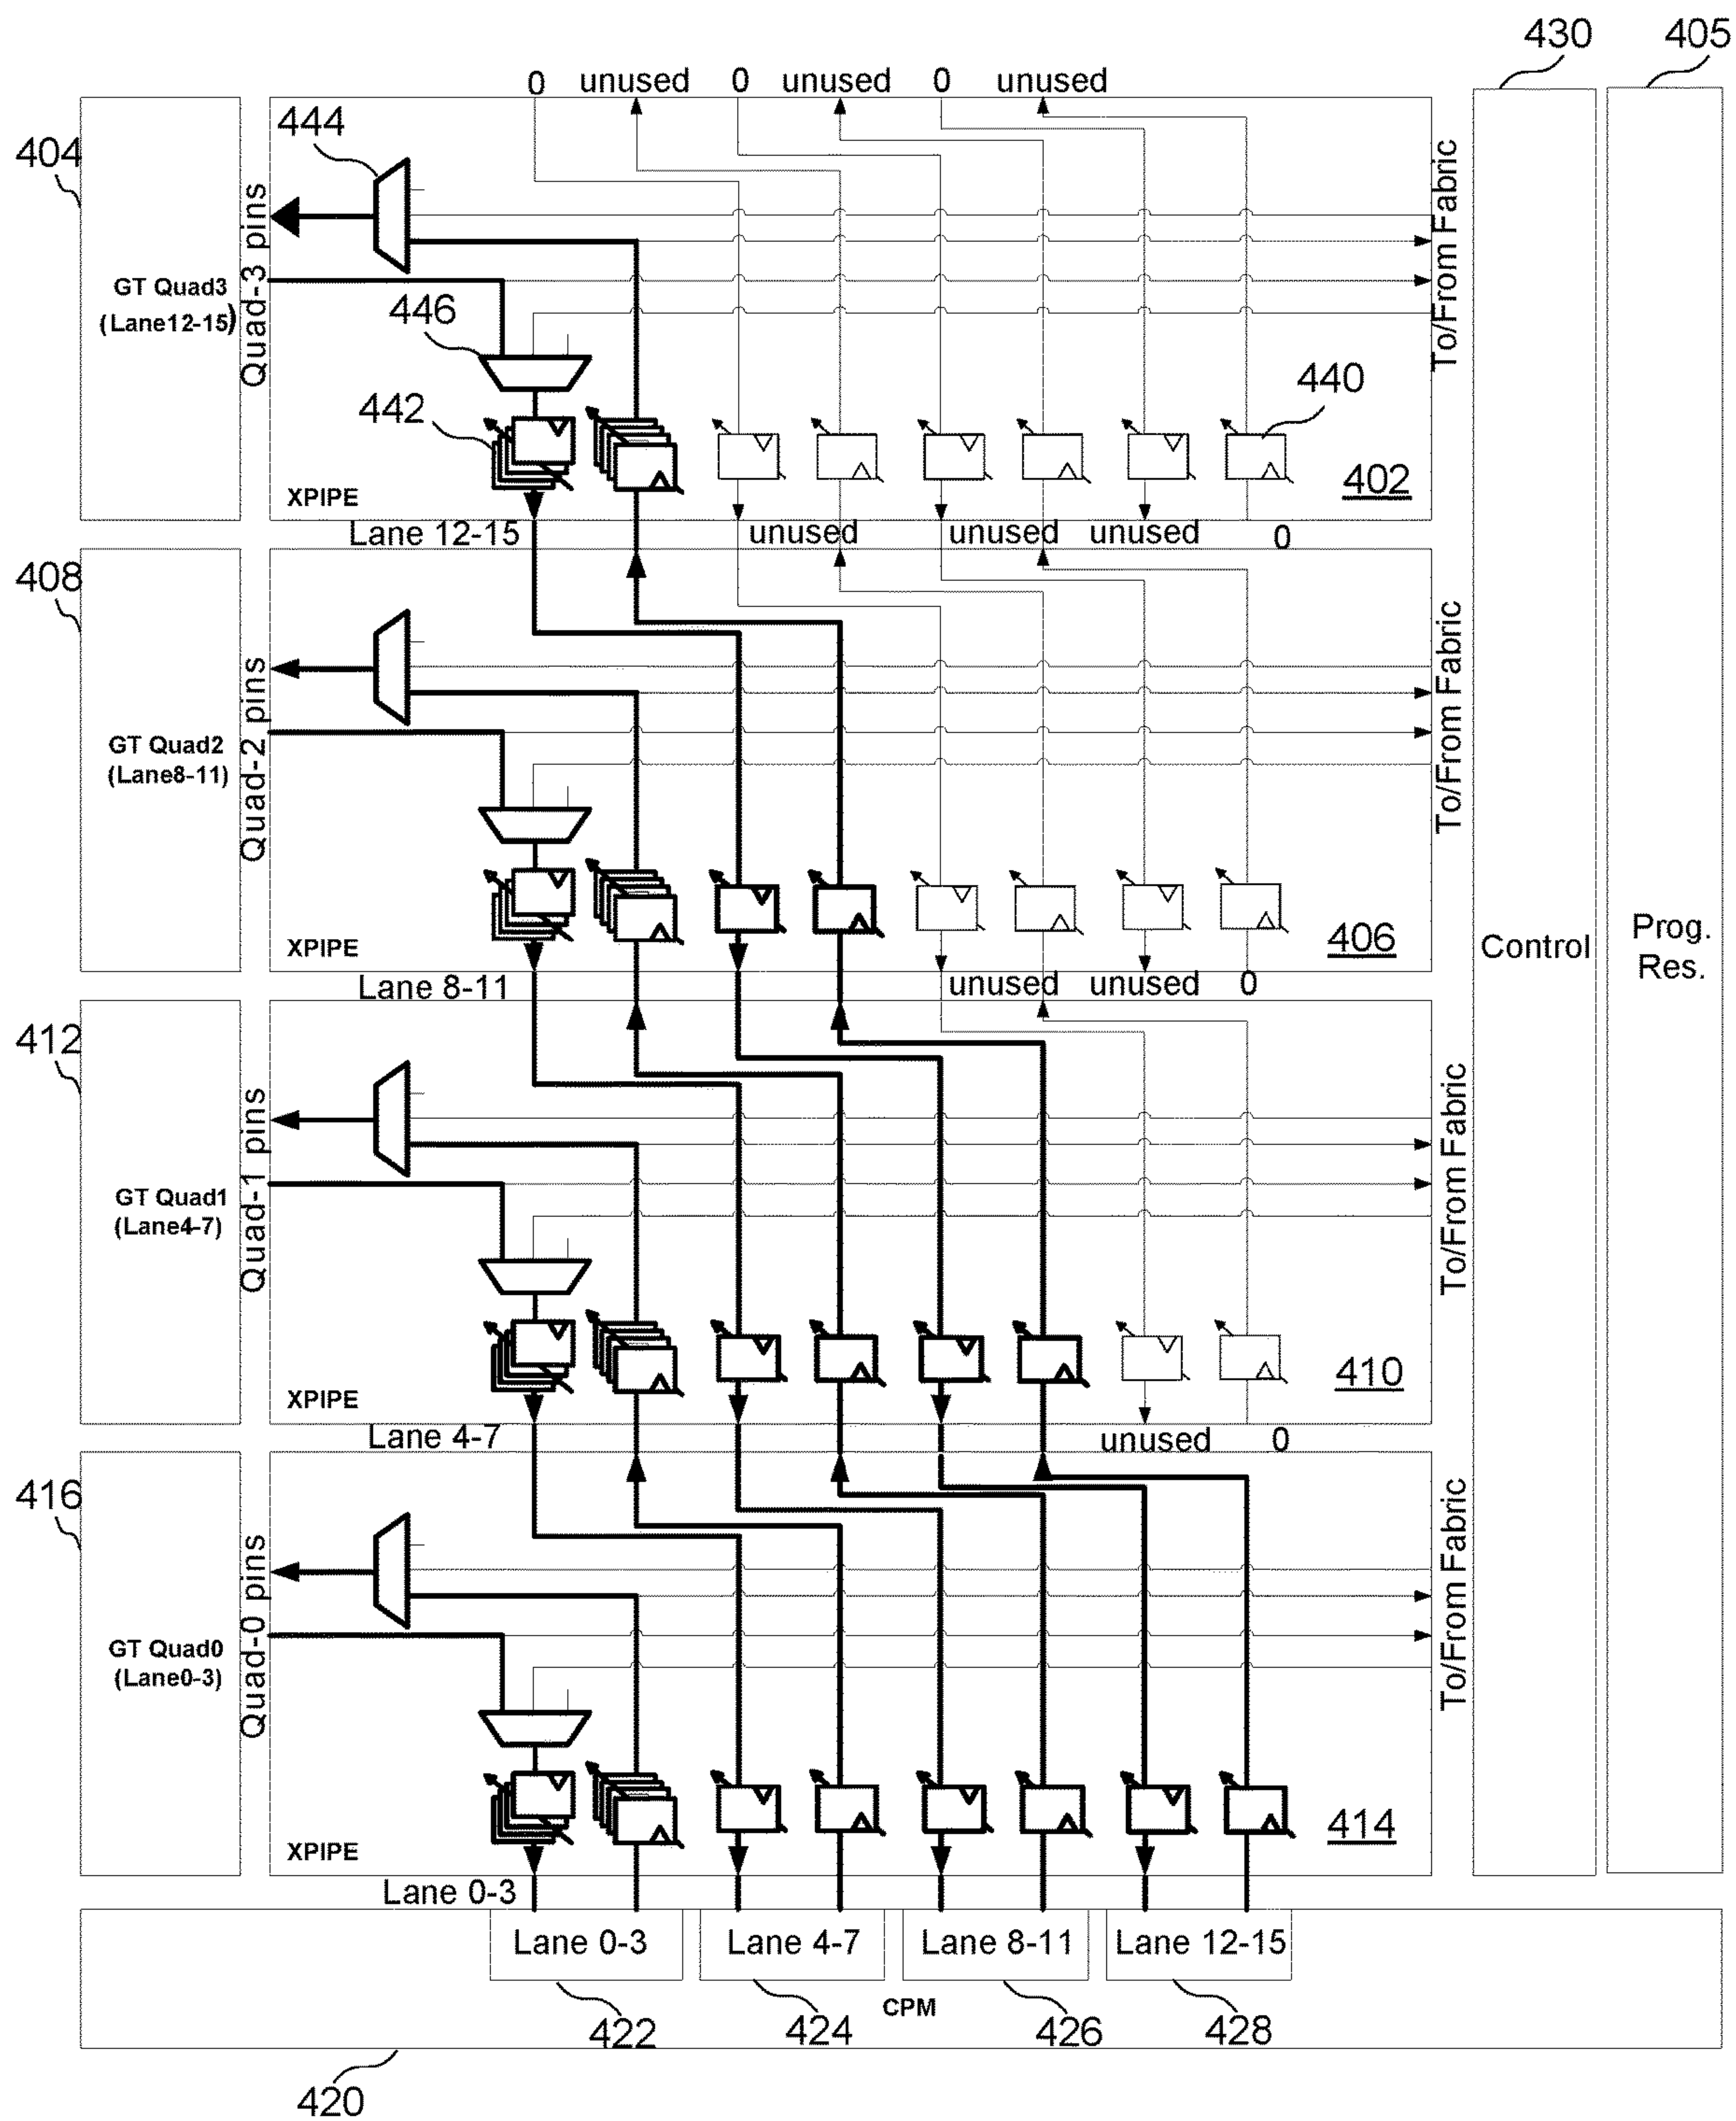 430
405
0 unused 0 unused 0 unused
444
404
Quad-3 pins
To/From Fabric
GT Quad3
(Lane12-15)
446
442
440
XPIPE
402
Lane 12-15
unused unused unused 0
408
Quad-2 pins
To/From Fabric
GT Quad2
(Lane8-11)
XPIPE
406
Control
Prog.
Res.
Lane 8-11
unused unused 0
412
Quad-1 pins
To/From Fabric
GT Quad1
(Lane4-7)
XPIPE
410
Lane 4-7
unused 0
416
Quad-0 pins
To/From Fabric
GT Quad0
(Lane0-3)
XPIPE
414
Lane 0-3
Lane 0-3 Lane 4-7 Lane 8-11 Lane 12-15
CPM
422 424 426 428
420